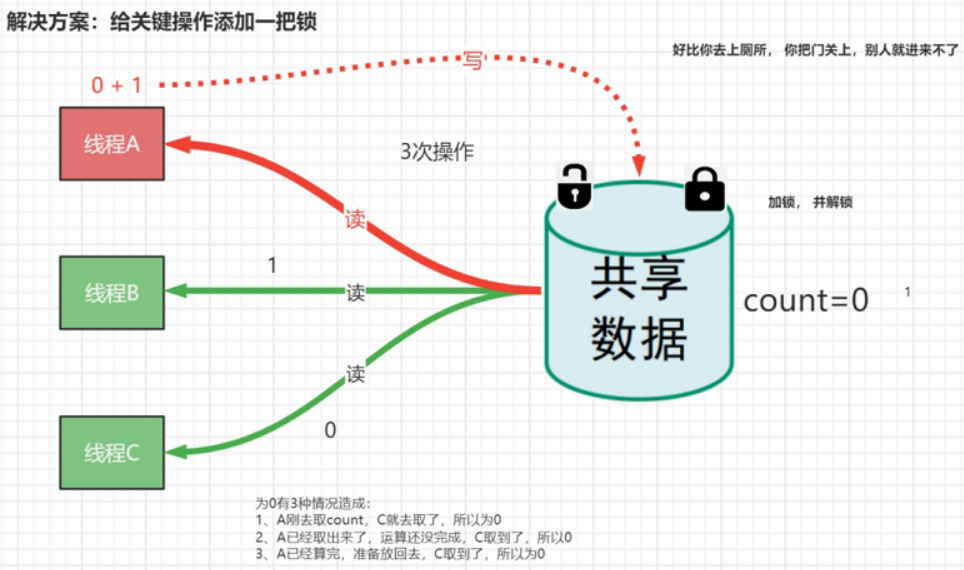 解决方案：给关键操作添加一把锁
好比你去上厕所， 你把门关上，别人就进来不了
0 + 1
写
线程A
3次操作
读
加锁， 并解锁
1
线程B
读
共享
数据
count=0
1
读
0
线程C
为0有3种情况造成：
1、A刚去取count，C就去取了，所以为0
2、A已经取出来了，运算还没完成，C取到了，所以0
3、A已经算完，准备放回去，C取到了，所以为0